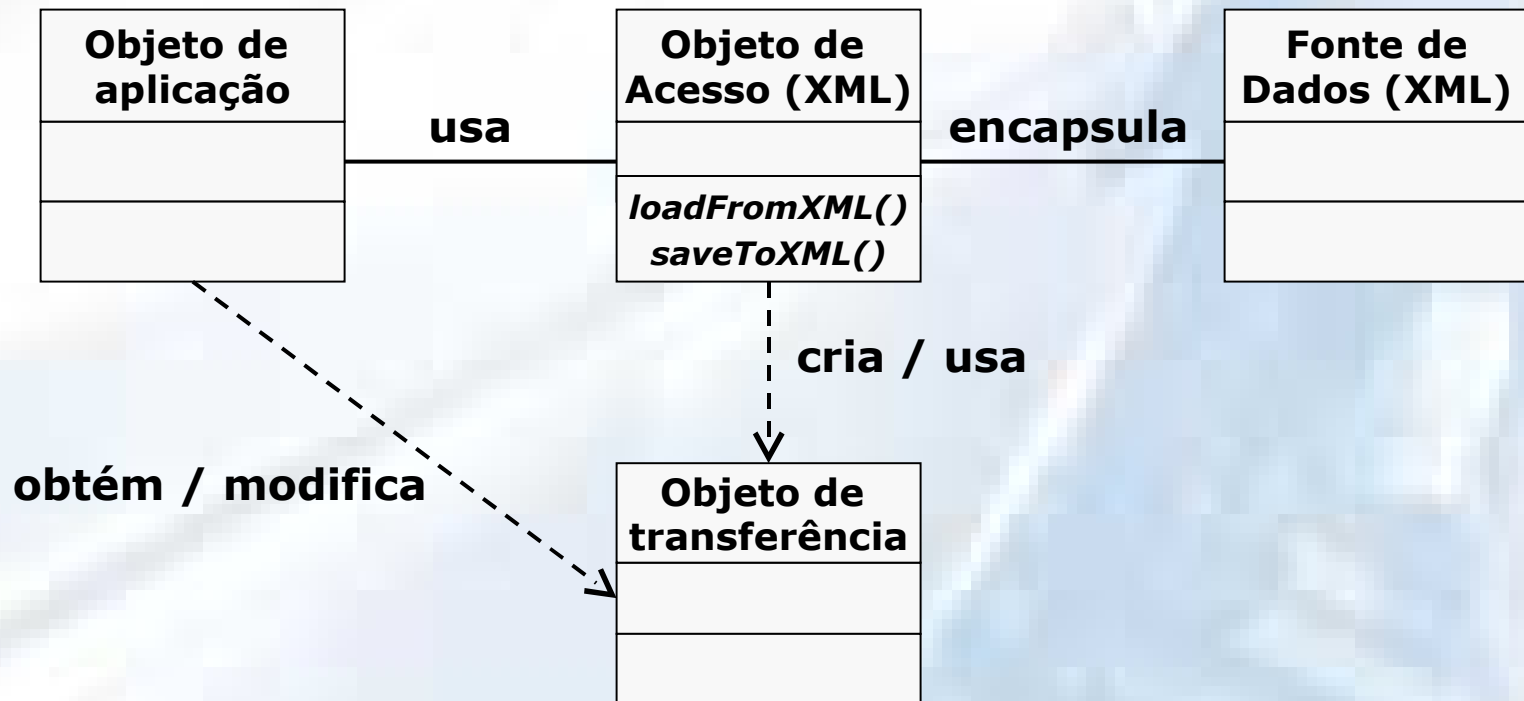 Objeto de
aplicação
usa
Objeto de
Acesso (XML)
loadFromXML()
saveToXML()
encapsula
Fonte de
Dados (XML)
cria / usa
obtém / modifica
Objeto de
transferência